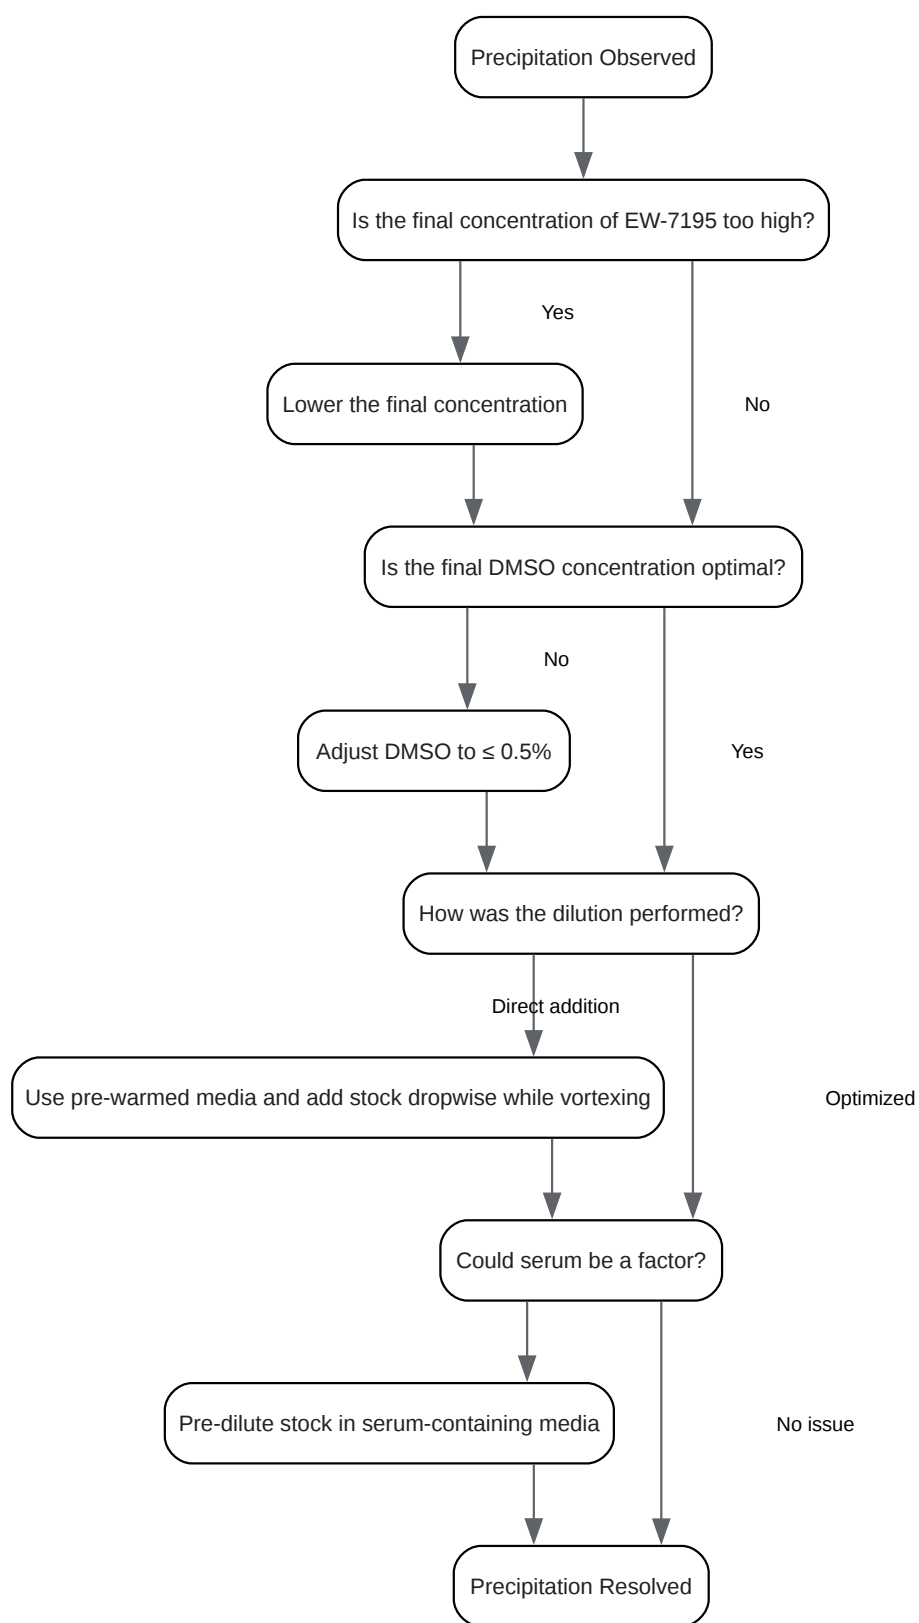 Precipitation Observed
Is the final concentration of EW-7195 too high?
Yes
Lower the final concentration
No
Is the final DMSO concentration optimal?
No
Adjust DMSO to ≤ 0.5%
Yes
How was the dilution performed?
Direct addition
Use pre-warmed media and add stock dropwise while vortexing
Optimized
Could serum be a factor?
Pre-dilute stock in serum-containing media
No issue
Precipitation Resolved